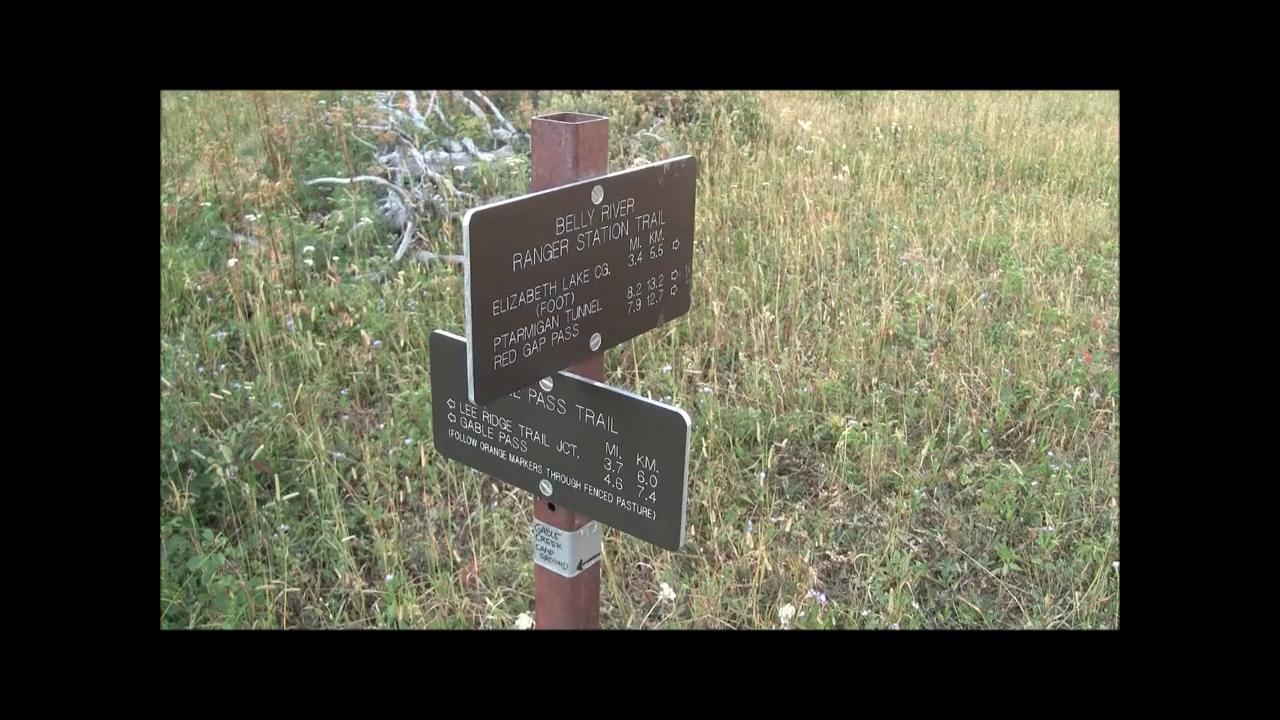 BELLY RIVER
RANGER STATION TRAIL
MI. KM.
ELIZABETH LAKE CG. 3.4 5.5 ⇨
(FOOT)
PTARMIGAN TUNNEL 8.2 13.2 ⇨
RED GAP PASS 7.9 12.7 ⇨
PASS TRAIL
MI. KM.
⇦ LEE RIDGE TRAIL JCT. 3.7 6.0
⇦ GABLE PASS 4.6 7.4
(FOLLOW ORANGE MARKERS THROUGH FENCED PASTURE)
GABLE
CREEK
CAMP
GROUND ←